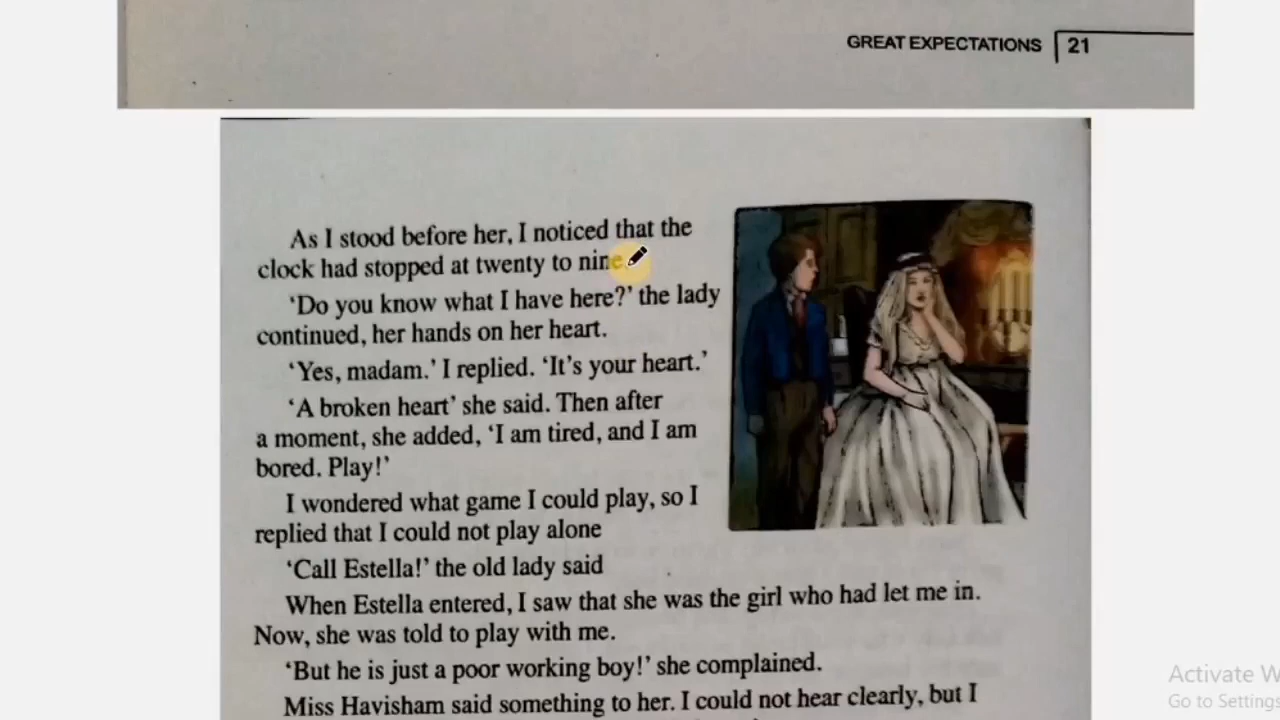 GREAT EXPECTATIONS 21
As I stood before her, I noticed that the
clock had stopped at twenty to nine
'Do you know what I have here?' the lady
continued, her hands on her heart.
'Yes, madam.' I replied. 'It's your heart.'
'A broken heart' she said. Then after
a moment, she added, 'I am tired, and I am
bored. Play!'
I wondered what game I could play, so I
replied that I could not play alone
'Call Estella!' the old lady said
When Estella entered, I saw that she was the girl who had let me in.
Now, she was told to play with me.
'But he is just a poor working boy!' she complained.
Miss Havisham said something to her. I could not hear clearly, but I
Activate W
Go to Settings